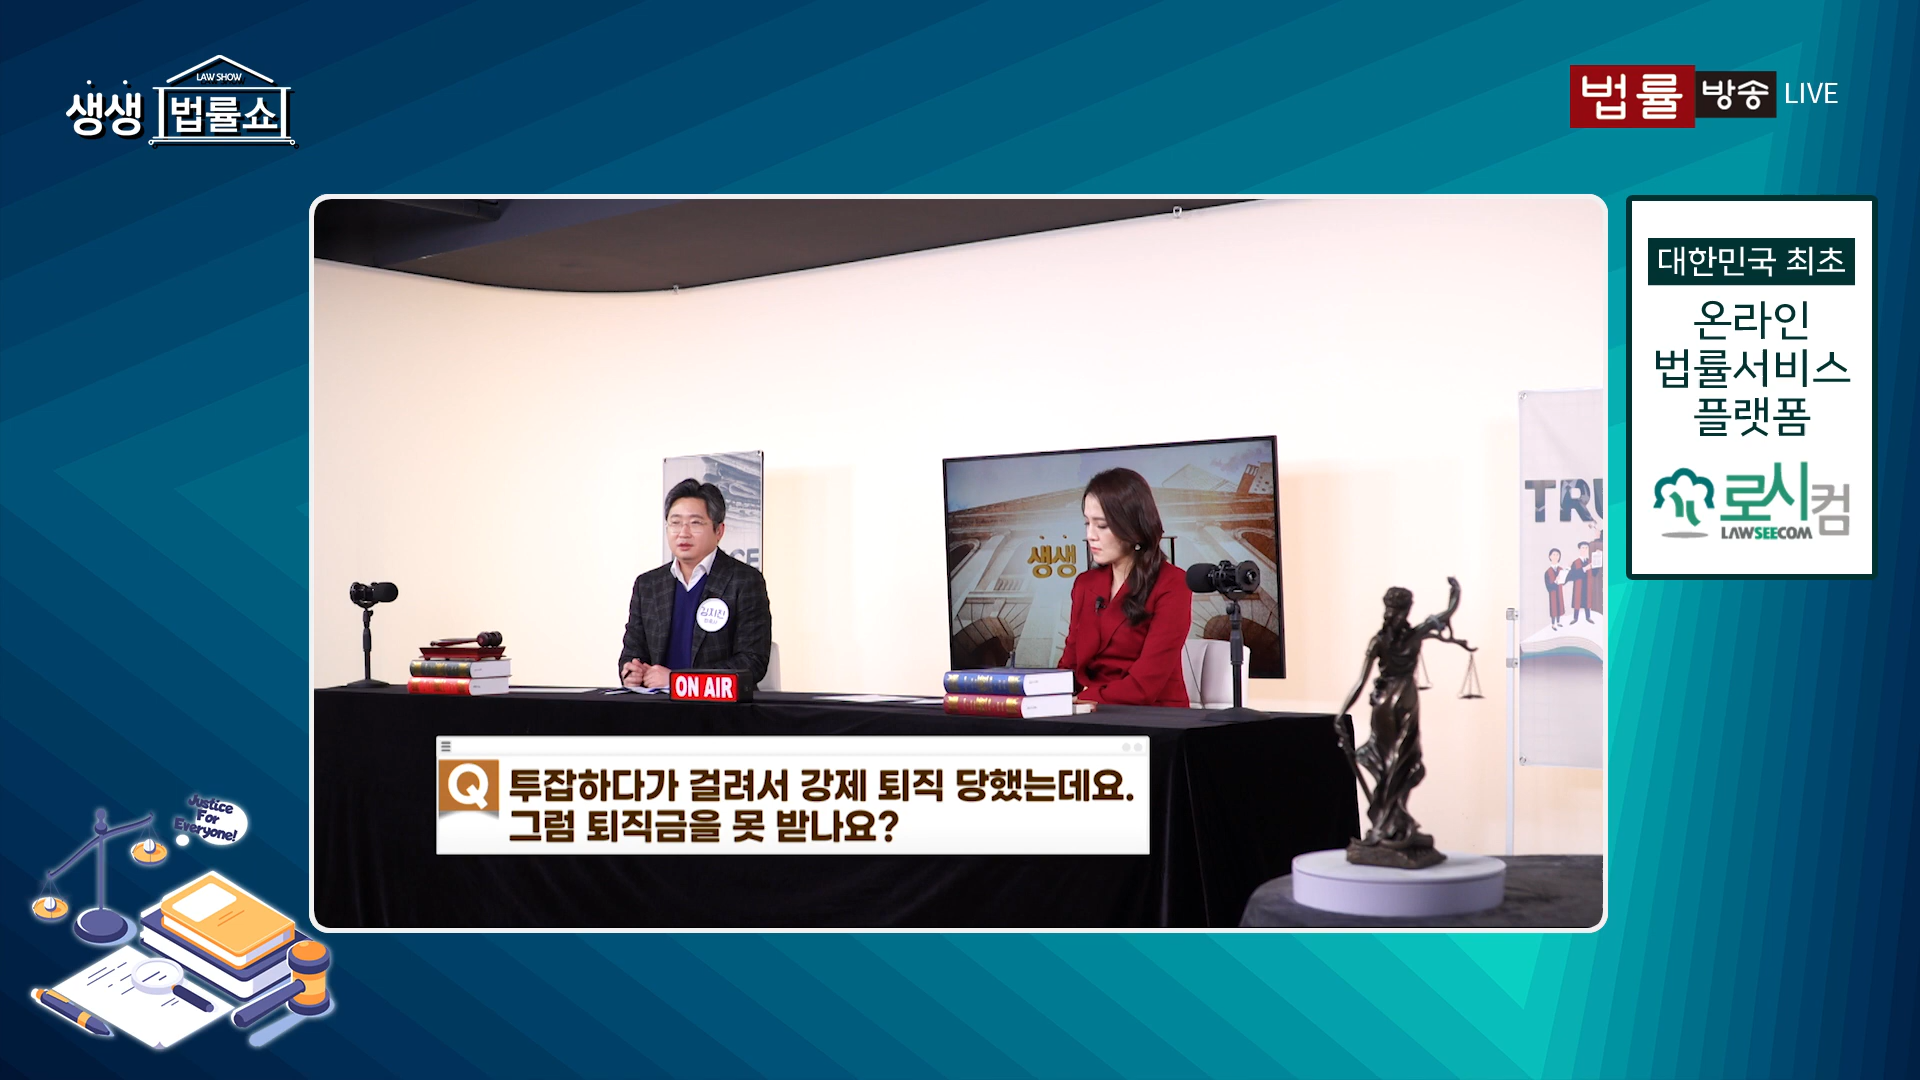 LAW SHOW
생생 법률쇼
법률방송 LIVE
대한민국 최초
온라인
법률서비스
플랫폼
로시컴
LAWSEECOM
생생
TRU
CE
ON AIR
Q 투잡하다가 걸려서 강제 퇴직 당했는데요.
그럼 퇴직금을 못 받나요?
Justice
For
Everyone!